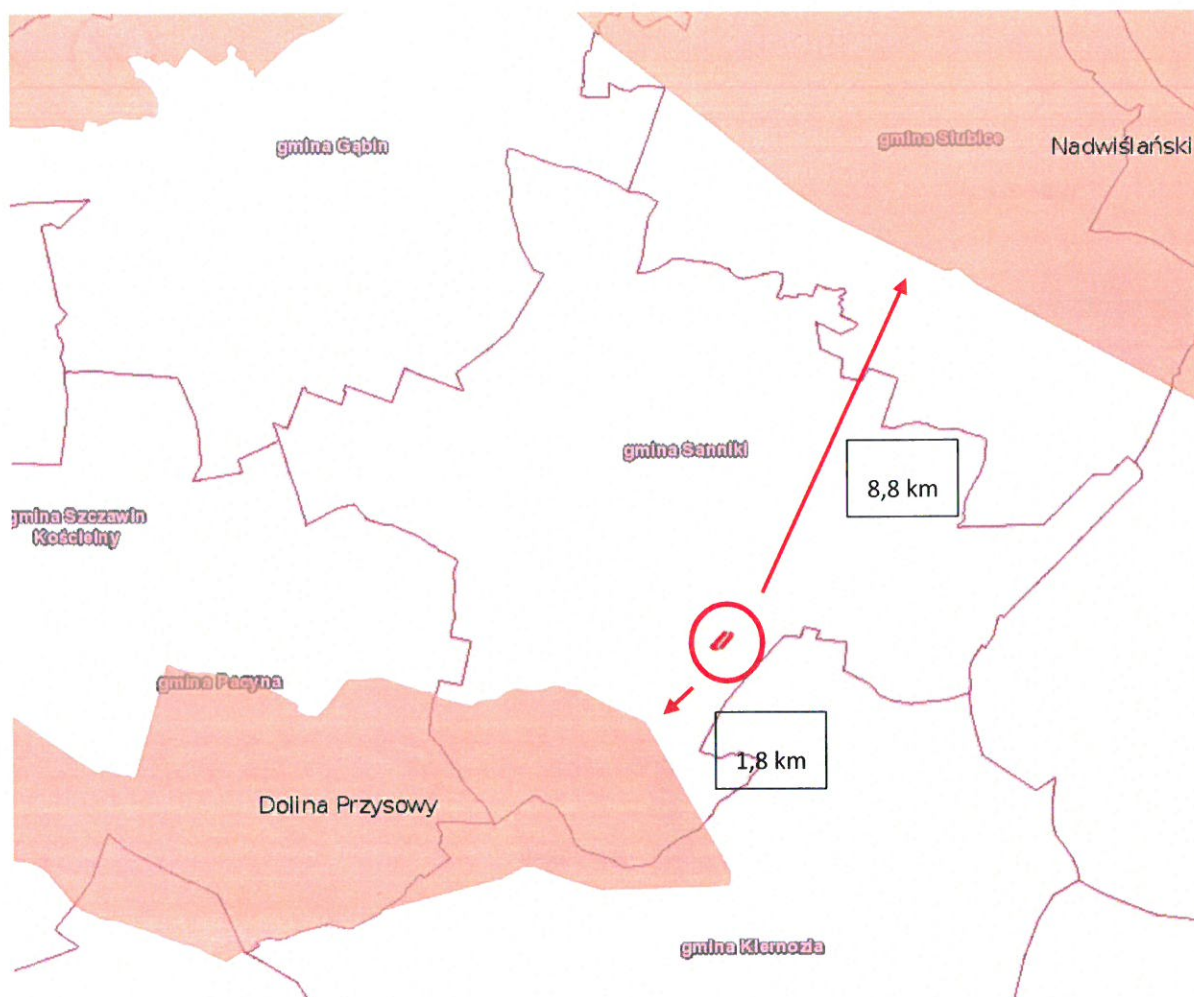 gmina Słubice
gmina Gąbin
Nadwiślański
gmina Sanniki
8,8 km
gmina Szczawin
Kościelny
gmina Pacyna
1,8 km
Dolina Przysowy
gmina Kiernozia